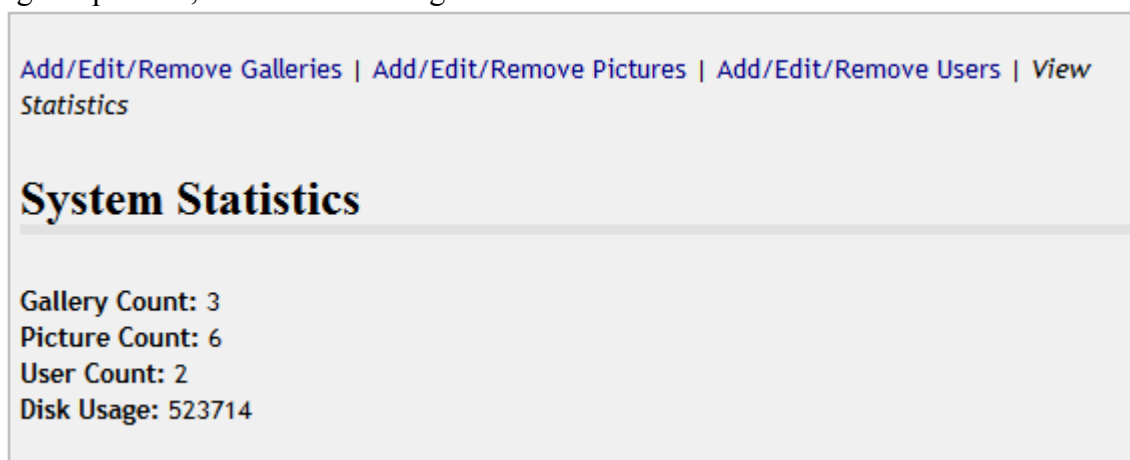 Add/Edit/Remove Galleries | Add/Edit/Remove Pictures | Add/Edit/Remove Users | View
Statistics
System Statistics
Gallery Count: 3
Picture Count: 6
User Count: 2
Disk Usage: 523714